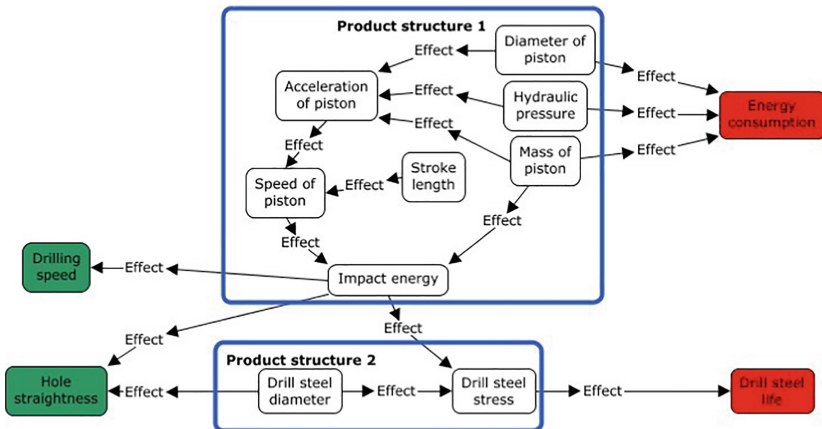 Product structure 1
Diameter of
piston
Effect
Effect
Acceleration
of piston
Effect
Hydraulic
pressure
Effect
Energy
consumption
Effect
Mass of
piston
Effect
Effect
Speed of
piston
Effect
Stroke
length
Effect
Effect
Drilling
speed
Effect
Impact energy
Effect
Effect
Product structure 2
Hole
straightness
Effect
Drill steel
diameter
Effect
Drill steel
stress
Effect
Drill steel
life